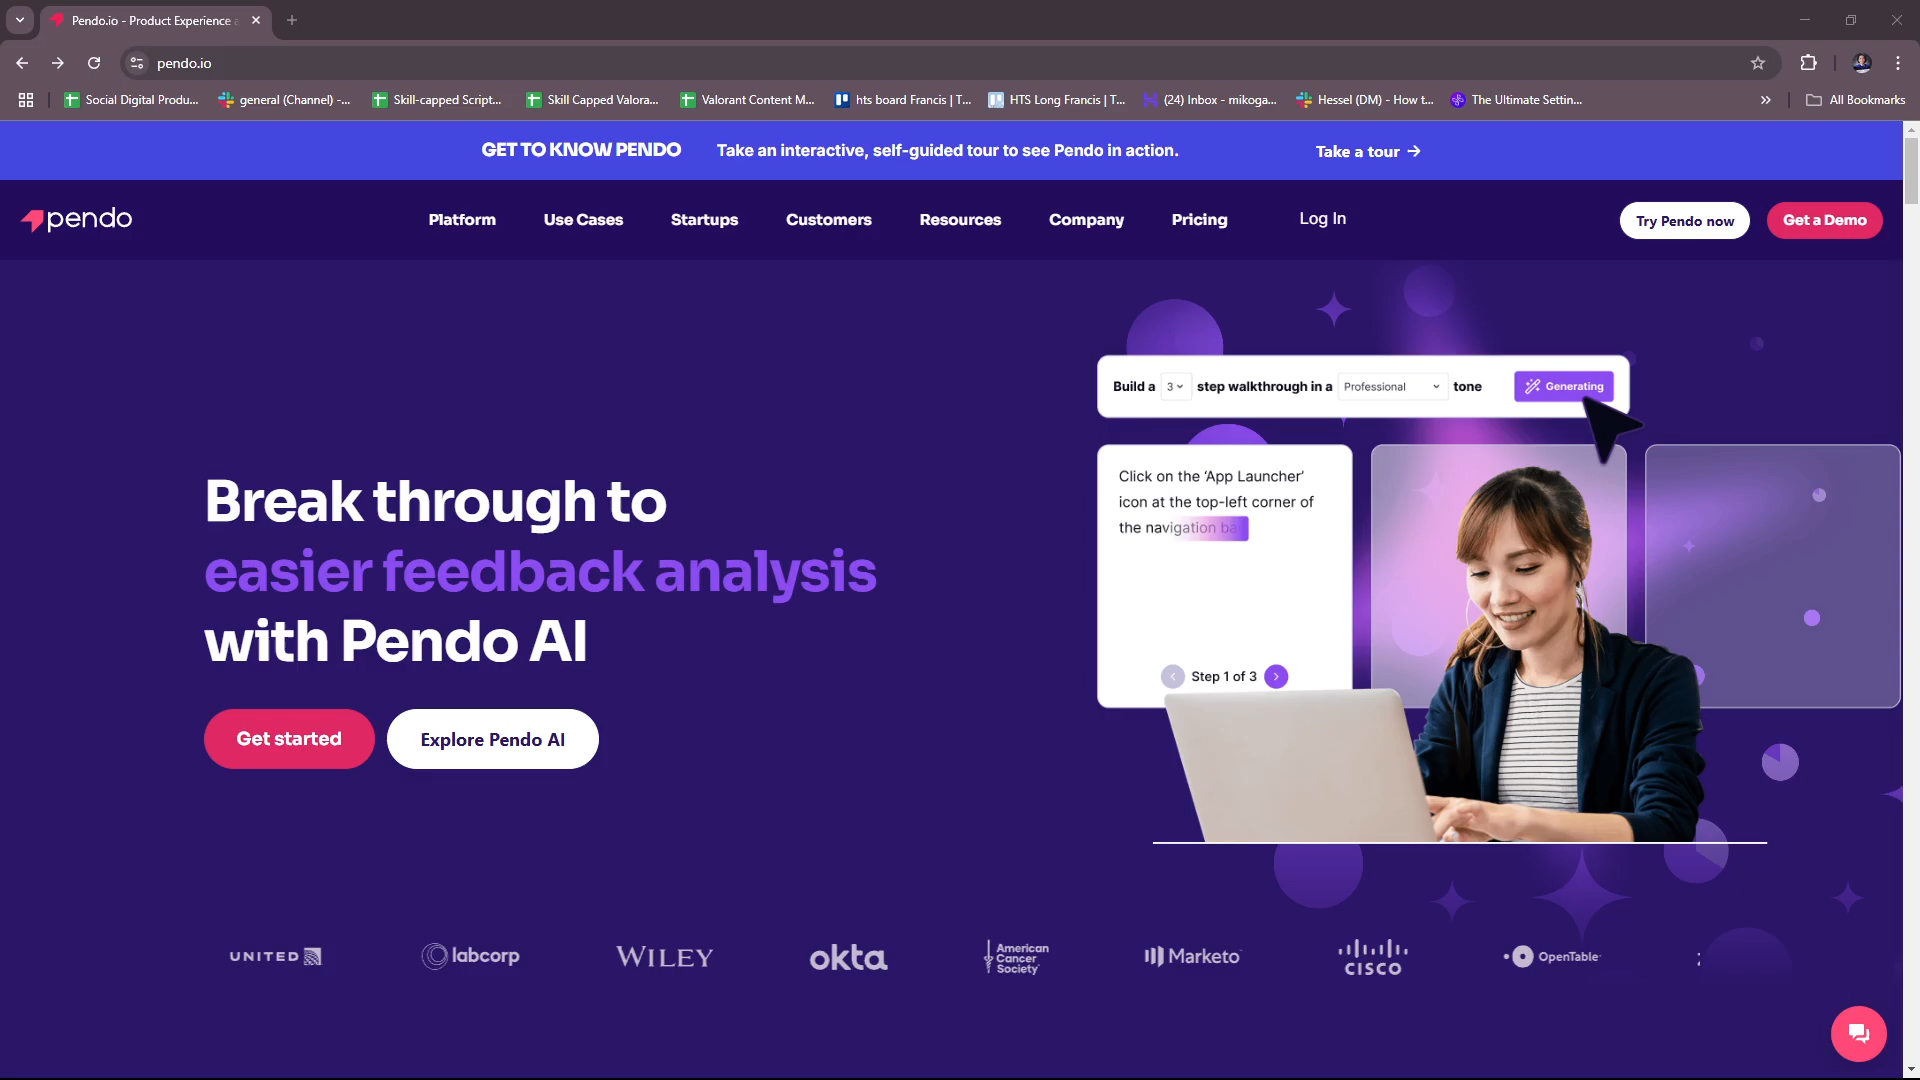 Pendo.io - Product Experience
pendo.io
Social Digital Produ...
general (Channel) -...
Skill-capped Script...
Skill Capped Valora...
Valorant Content M...
hts board Francis | T...
HTS Long Francis | T...
(24) Inbox - mikoga...
Hessel (DM) - How t...
The Ultimate Settin...
All Bookmarks
GET TO KNOW PENDO Take an interactive, self-guided tour to see Pendo in action. Take a tour →
pendo
Platform
Use Cases
Startups
Customers
Resources
Company
Pricing
Log In
Try Pendo now
Get a Demo
Build a 3 step walkthrough in a Professional tone Generating
Click on the ‘App Launcher’
icon at the top-left corner of
the navigation ba
Step 1 of 3
Break through to
easier feedback analysis
with Pendo AI
Get started
Explore Pendo AI
UNITED
labcorp
WILEY
okta
American
Cancer
Society
Marketo
CISCO
OpenTable